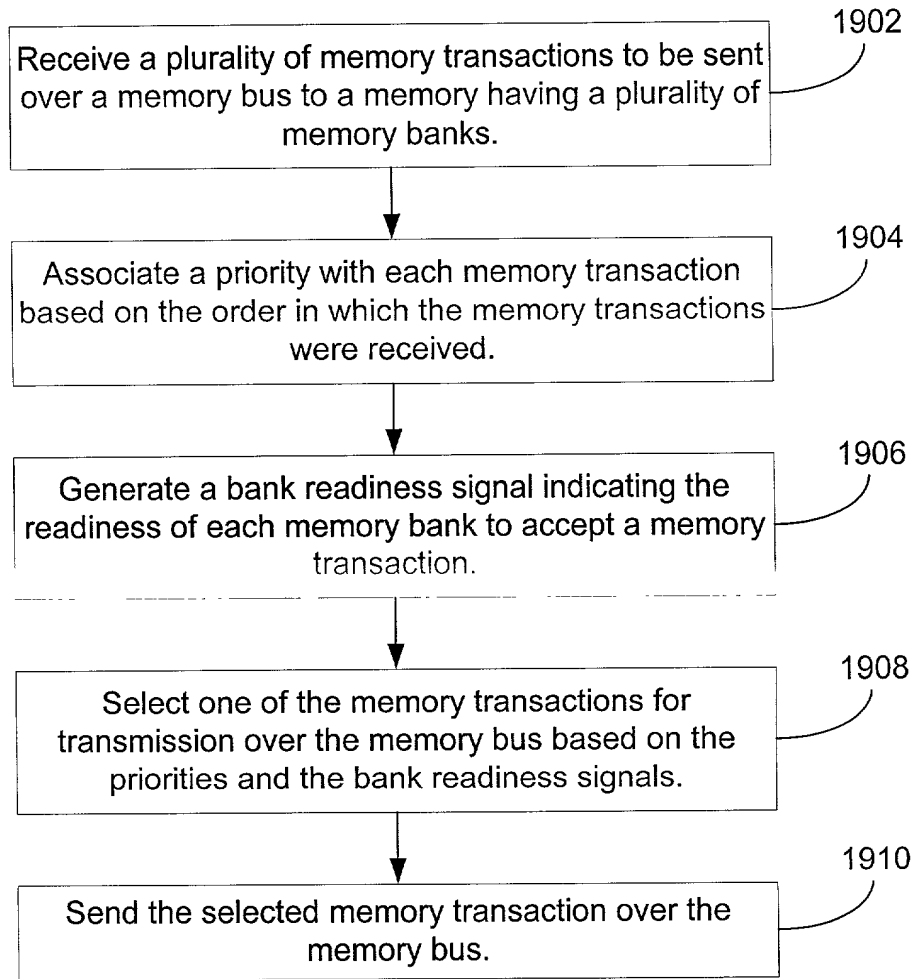 1902
Receive a plurality of memory transactions to be sent
over a memory bus to a memory having a plurality of
memory banks.
1904
Associate a priority with each memory transaction
based on the order in which the memory transactions
were received.
1906
Generate a bank readiness signal indicating the
readiness of each memory bank to accept a memory
transaction.
1908
Select one of the memory transactions for
transmission over the memory bus based on the
priorities and the bank readiness signals.
1910
Send the selected memory transaction over the
memory bus.